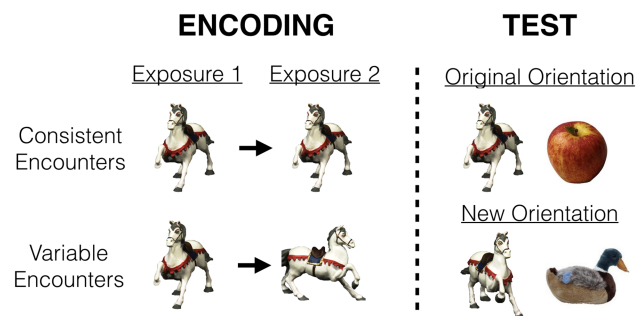 ENCODING
TEST
Exposure 1
Exposure 2
Original Orientation
Consistent
Encounters
New Orientation
Variable
Encounters